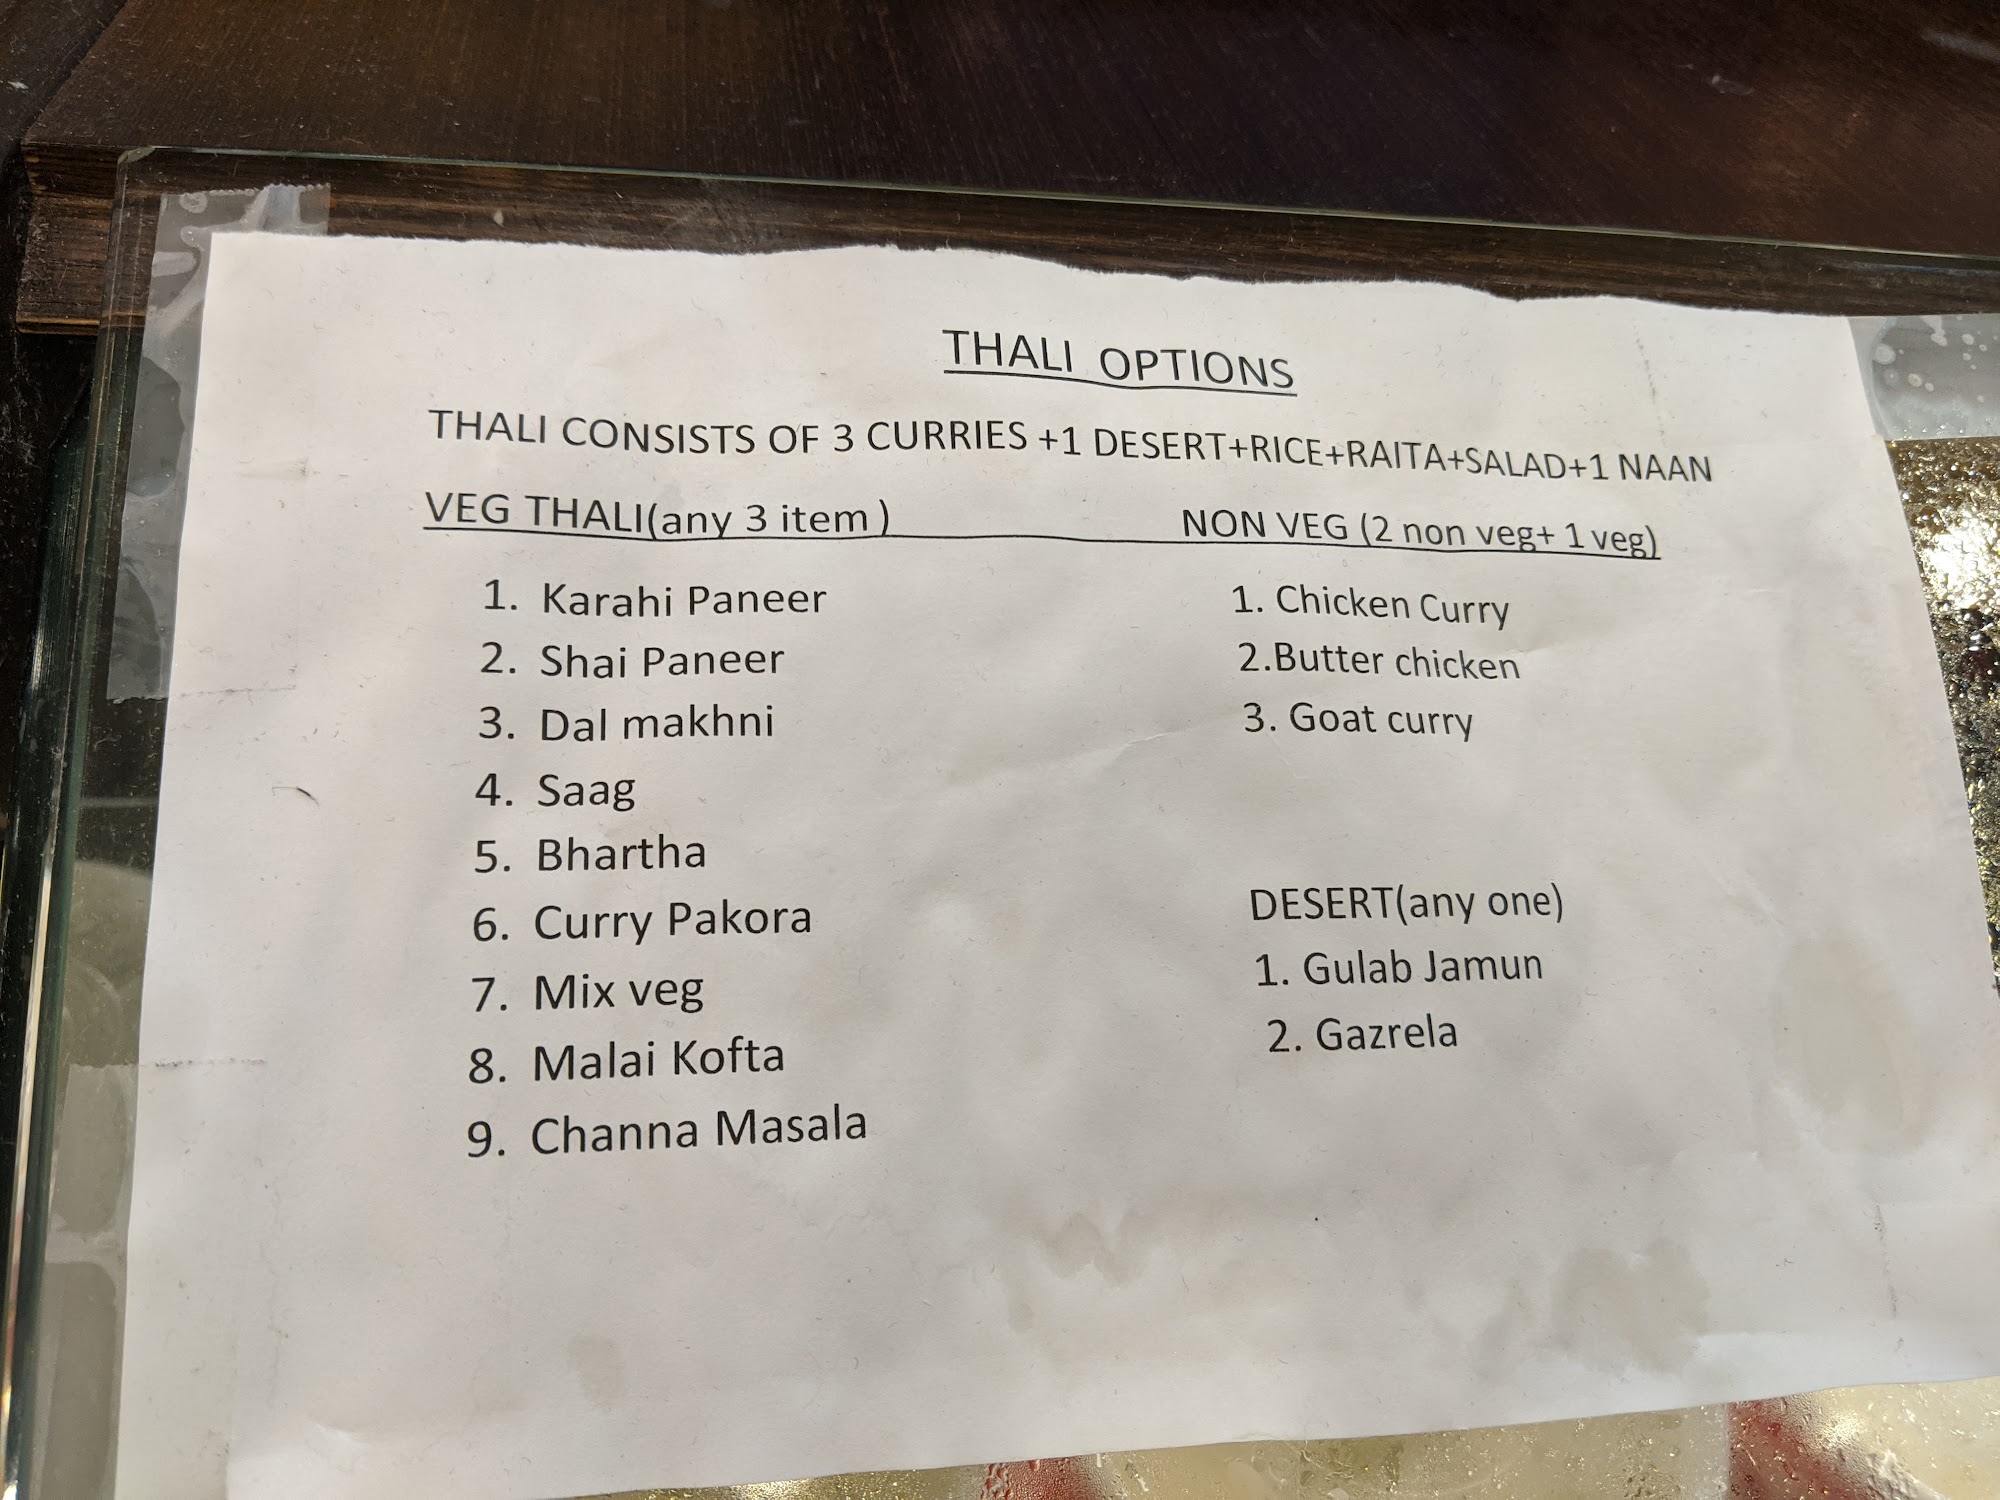 THALI OPTIONS
THALI CONSISTS OF 3 CURRIES +1 DESERT+RICE+RAITA+SALAD+1 NAAN
VEG THALI(any 3 item )
1. Karahi Paneer
2. Shai Paneer
3. Dal makhni
4. Saag
5. Bhartha
6. Curry Pakora
7. Mix veg
8. Malai Kofta
9. Channa Masala
NON VEG (2 non veg+ 1 veg)
1. Chicken Curry
2.Butter chicken
3. Goat curry
DESERT(any one)
1. Gulab Jamun
2. Gazrela